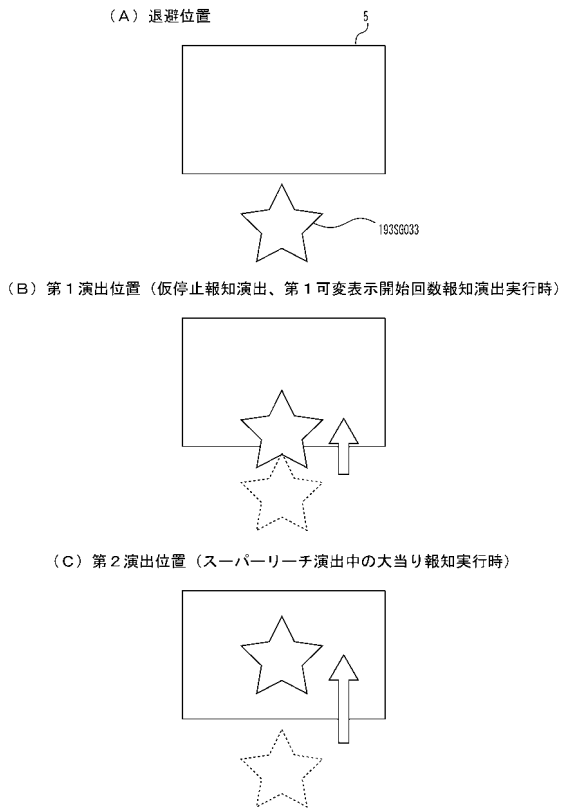 (A)退避位置
5
193SG033
(B)第1演出位置(仮停止報知演出、第1可変表示開始回数報知演出実行時)
(C)第2演出位置(スーパーリーチ演出中の大当り報知実行時)